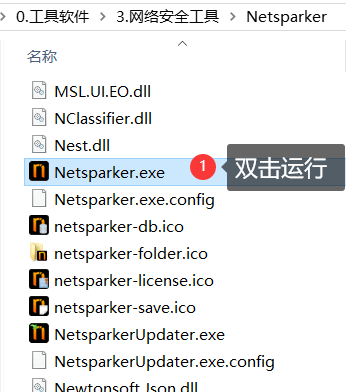 0.工具软件 > 3.网络安全工具 > Netsparker
名称
MSL.UI.EO.dll
NClassifier.dll
Nest.dll
Netsparker.exe 1 双击运行
Netsparker.exe.config
netsparker-db.ico
netsparker-folder.ico
netsparker-license.ico
netsparker-save.ico
NetsparkerUpdater.exe
NetsparkerUpdater.exe.config
Newtonsoft.Json.dll